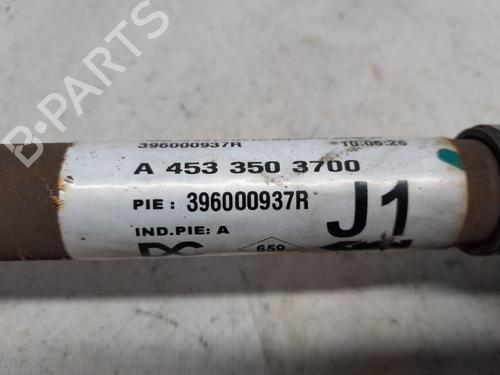 396000937R 10:06:26
A 453 350 3700
PIE : 396000937R
J1
IND.PIE: A
659
B-Parts